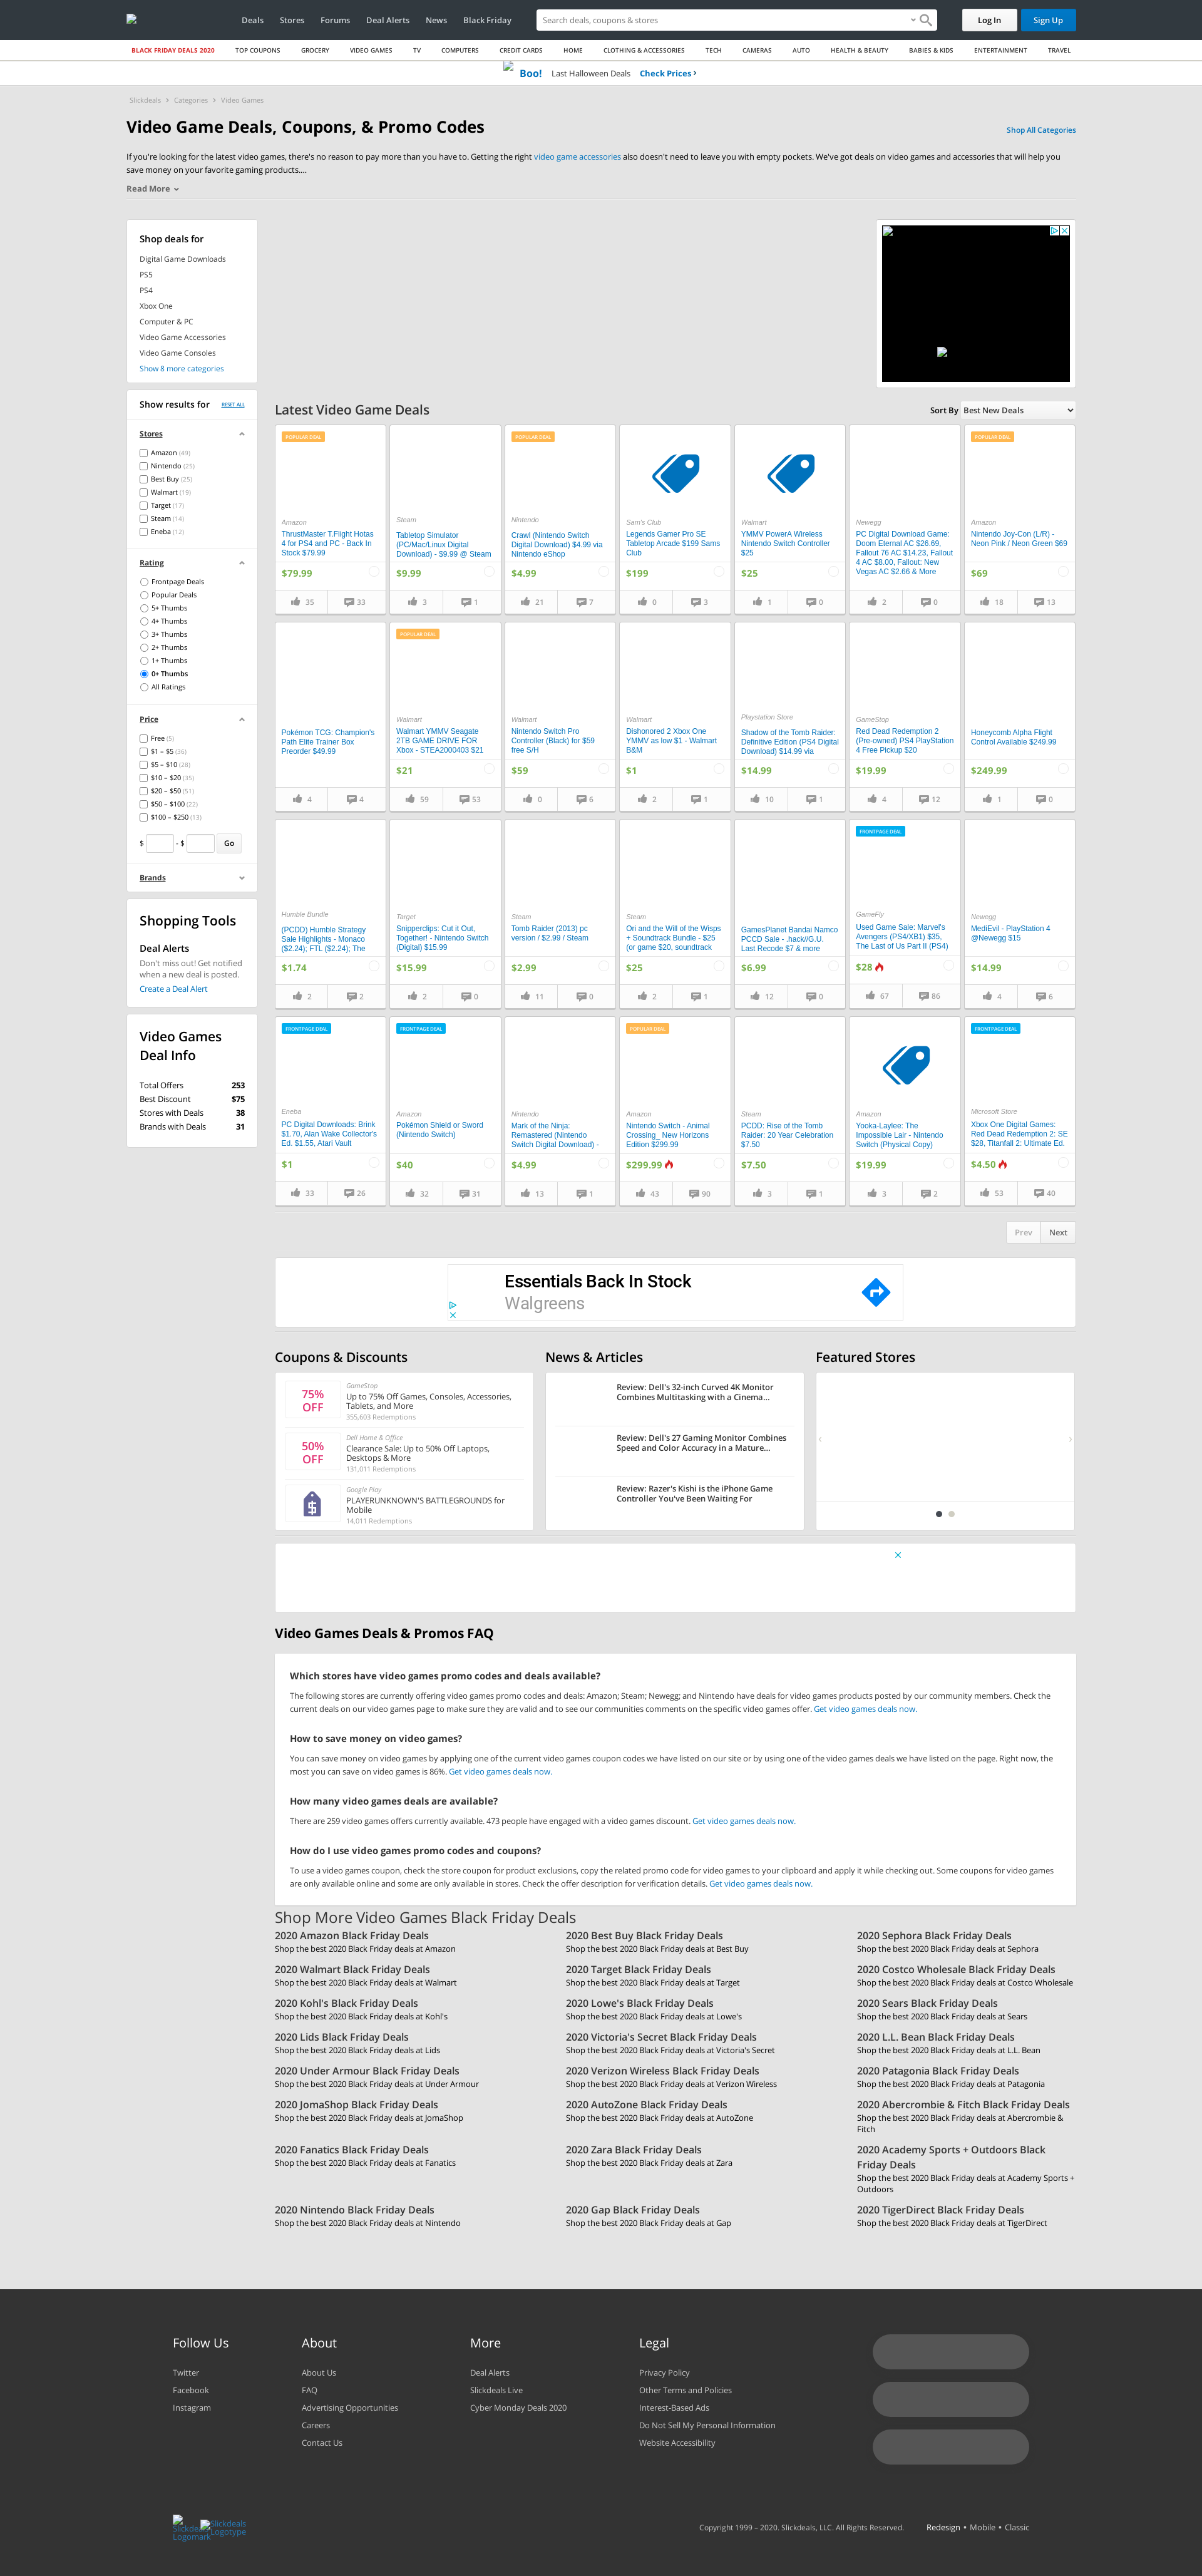 Deals Stores Forums Deal Alerts News Black Friday
Search deals, coupons & stores
Log In
Sign Up
BLACK FRIDAY DEALS 2020 TOP COUPONS GROCERY VIDEO GAMES TV COMPUTERS CREDIT CARDS HOME CLOTHING & ACCESSORIES TECH CAMERAS AUTO HEALTH & BEAUTY BABIES & KIDS ENTERTAINMENT TRAVEL
Boo! Last Halloween Deals Check Prices
Slickdeals Categories Video Games
Video Game Deals, Coupons, & Promo Codes
Shop All Categories
If you're looking for the latest video games, there's no reason to pay more than you have to. Getting the right video game accessories also doesn't need to leave you with empty pockets. We've got deals on video games and accessories that will help you
save money on your favorite gaming products....
Read More
Shop deals for
Digital Game Downloads
PS5
PS4
Xbox One
Computer & PC
Video Game Accessories
Video Game Consoles
Show 8 more categories
Show results for RESET ALL
Stores
Amazon (49)
Nintendo (25)
Best Buy (25)
Walmart (19)
Target (17)
Steam (14)
Eneba (12)
Rating
Frontpage Deals
Popular Deals
5+ Thumbs
4+ Thumbs
3+ Thumbs
2+ Thumbs
1+ Thumbs
0+ Thumbs
All Ratings
Price
Free (5)
$1 – $5 (36)
$5 – $10 (28)
$10 – $20 (35)
$20 – $50 (51)
$50 – $100 (22)
$100 – $250 (13)
$ - $ Go
Brands
Shopping Tools
Deal Alerts
Don't miss out! Get notified
when a new deal is posted.
Create a Deal Alert
Video Games
Deal Info
Total Offers 253
Best Discount $75
Stores with Deals 38
Brands with Deals 31
Latest Video Game Deals
Sort By Best New Deals
POPULAR DEAL
Amazon
ThrustMaster T.Flight Hotas
4 for PS4 and PC - Back In
Stock $79.99
$79.99
35 33
Steam
Tabletop Simulator
(PC/Mac/Linux Digital
Download) - $9.99 @ Steam
$9.99
3 1
POPULAR DEAL
Nintendo
Crawl (Nintendo Switch
Digital Download) $4.99 via
Nintendo eShop
$4.99
21 7
Sam's Club
Legends Gamer Pro SE
Tabletop Arcade $199 Sams
Club
$199
0 3
Walmart
YMMV PowerA Wireless
Nintendo Switch Controller
$25
$25
1 0
Newegg
PC Digital Download Game:
Doom Eternal AC $26.69,
Fallout 76 AC $14.23, Fallout
4 AC $8.00, Fallout: New
Vegas AC $2.66 & More
2 0
POPULAR DEAL
Amazon
Nintendo Joy-Con (L/R) -
Neon Pink / Neon Green $69
$69
18 13
Pokémon TCG: Champion's
Path Elite Trainer Box
Preorder $49.99
4 4
POPULAR DEAL
Walmart
Walmart YMMV Seagate
2TB GAME DRIVE FOR
Xbox - STEA2000403 $21
$21
59 53
Walmart
Nintendo Switch Pro
Controller (Black) for $59
free S/H
$59
0 6
Walmart
Dishonored 2 Xbox One
YMMV as low $1 - Walmart
B&M
$1
2 1
Playstation Store
Shadow of the Tomb Raider:
Definitive Edition (PS4 Digital
Download) $14.99 via
$14.99
10 1
GameStop
Red Dead Redemption 2
(Pre-owned) PS4 PlayStation
4 Free Pickup $20
$19.99
4 12
Honeycomb Alpha Flight
Control Available $249.99
$249.99
1 0
Humble Bundle
(PCDD) Humble Strategy
Sale Highlights - Monaco
($2.24); FTL ($2.24); The
$1.74
2 2
Target
Snipperclips: Cut it Out,
Together! - Nintendo Switch
(Digital) $15.99
$15.99
2 0
Steam
Tomb Raider (2013) pc
version / $2.99 / Steam
$2.99
11 0
Steam
Ori and the Will of the Wisps
+ Soundtrack Bundle - $25
(or game $20, soundtrack
$25
2 1
GamesPlanet Bandai Namco
PCCD Sale - .hack//G.U.
Last Recode $7 & more
$6.99
12 0
FRONTPAGE DEAL
GameFly
Used Game Sale: Marvel's
Avengers (PS4/XB1) $35,
The Last of Us Part II (PS4)
$28
67 86
Newegg
MediEvil - PlayStation 4
@Newegg $15
$14.99
4 6
FRONTPAGE DEAL
Eneba
PC Digital Downloads: Brink
$1.70, Alan Wake Collector's
Ed. $1.55, Atari Vault
$1
33 26
FRONTPAGE DEAL
Amazon
Pokémon Shield or Sword
(Nintendo Switch)
$40
32 31
Nintendo
Mark of the Ninja:
Remastered (Nintendo
Switch Digital Download) -
$4.99
13 1
POPULAR DEAL
Amazon
Nintendo Switch - Animal
Crossing_ New Horizons
Edition $299.99
$299.99
43 90
Steam
PCDD: Rise of the Tomb
Raider: 20 Year Celebration
$7.50
$7.50
3 1
Amazon
Yooka-Laylee: The
Impossible Lair - Nintendo
Switch (Physical Copy)
$19.99
3 2
FRONTPAGE DEAL
Microsoft Store
Xbox One Digital Games:
Red Dead Redemption 2: SE
$28, Titanfall 2: Ultimate Ed.
$4.50
53 40
Prev Next
Essentials Back In Stock
Walgreens
Coupons & Discounts
75%
OFF
GameStop
Up to 75% Off Games, Consoles, Accessories,
Tablets, and More
355,603 Redemptions
50%
OFF
Dell Home & Office
Clearance Sale: Up to 50% Off Laptops,
Desktops & More
131,011 Redemptions
Google Play
PLAYERUNKNOWN'S BATTLEGROUNDS for
Mobile
14,011 Redemptions
News & Articles
Review: Dell's 32-inch Curved 4K Monitor
Combines Multitasking with a Cinema...
Review: Dell's 27 Gaming Monitor Combines
Speed and Color Accuracy in a Mature...
Review: Razer's Kishi is the iPhone Game
Controller You've Been Waiting For
Featured Stores
Video Games Deals & Promos FAQ
Which stores have video games promo codes and deals available?
The following stores are currently offering video games promo codes and deals: Amazon; Steam; Newegg; and Nintendo have deals for video games products posted by our community members. Check the
current deals on our video games page to make sure they are valid and to see our communities comments on the specific video games offer. Get video games deals now.
How to save money on video games?
You can save money on video games by applying one of the current video games coupon codes we have listed on our site or by using one of the video games deals we have listed on the page. Right now, the
most you can save on video games is 86%. Get video games deals now.
How many video games deals are available?
There are 259 video games offers currently available. 473 people have engaged with a video games discount. Get video games deals now.
How do I use video games promo codes and coupons?
To use a video games coupon, check the store coupon for product exclusions, copy the related promo code for video games to your clipboard and apply it while checking out. Some coupons for video games
are only available online and some are only available in stores. Check the offer description for verification details. Get video games deals now.
Shop More Video Games Black Friday Deals
2020 Amazon Black Friday Deals
Shop the best 2020 Black Friday deals at Amazon
2020 Best Buy Black Friday Deals
Shop the best 2020 Black Friday deals at Best Buy
2020 Sephora Black Friday Deals
Shop the best 2020 Black Friday deals at Sephora
2020 Walmart Black Friday Deals
Shop the best 2020 Black Friday deals at Walmart
2020 Target Black Friday Deals
Shop the best 2020 Black Friday deals at Target
2020 Costco Wholesale Black Friday Deals
Shop the best 2020 Black Friday deals at Costco Wholesale
2020 Kohl's Black Friday Deals
Shop the best 2020 Black Friday deals at Kohl's
2020 Lowe's Black Friday Deals
Shop the best 2020 Black Friday deals at Lowe's
2020 Sears Black Friday Deals
Shop the best 2020 Black Friday deals at Sears
2020 Lids Black Friday Deals
Shop the best 2020 Black Friday deals at Lids
2020 Victoria's Secret Black Friday Deals
Shop the best 2020 Black Friday deals at Victoria's Secret
2020 L.L. Bean Black Friday Deals
Shop the best 2020 Black Friday deals at L.L. Bean
2020 Under Armour Black Friday Deals
Shop the best 2020 Black Friday deals at Under Armour
2020 Verizon Wireless Black Friday Deals
Shop the best 2020 Black Friday deals at Verizon Wireless
2020 Patagonia Black Friday Deals
Shop the best 2020 Black Friday deals at Patagonia
2020 JomaShop Black Friday Deals
Shop the best 2020 Black Friday deals at JomaShop
2020 AutoZone Black Friday Deals
Shop the best 2020 Black Friday deals at AutoZone
2020 Abercrombie & Fitch Black Friday Deals
Shop the best 2020 Black Friday deals at Abercrombie &
Fitch
2020 Fanatics Black Friday Deals
Shop the best 2020 Black Friday deals at Fanatics
2020 Zara Black Friday Deals
Shop the best 2020 Black Friday deals at Zara
2020 Academy Sports + Outdoors Black
Friday Deals
Shop the best 2020 Black Friday deals at Academy Sports +
Outdoors
2020 Nintendo Black Friday Deals
Shop the best 2020 Black Friday deals at Nintendo
2020 Gap Black Friday Deals
Shop the best 2020 Black Friday deals at Gap
2020 TigerDirect Black Friday Deals
Shop the best 2020 Black Friday deals at TigerDirect
Follow Us
Twitter
Facebook
Instagram
About
About Us
FAQ
Advertising Opportunities
Careers
Contact Us
More
Deal Alerts
Slickdeals Live
Cyber Monday Deals 2020
Legal
Privacy Policy
Other Terms and Policies
Interest-Based Ads
Do Not Sell My Personal Information
Website Accessibility
Slickdeals
Logomark
Slickdeals
Logotype
Copyright 1999 – 2020. Slickdeals, LLC. All Rights Reserved.
Redesign • Mobile • Classic